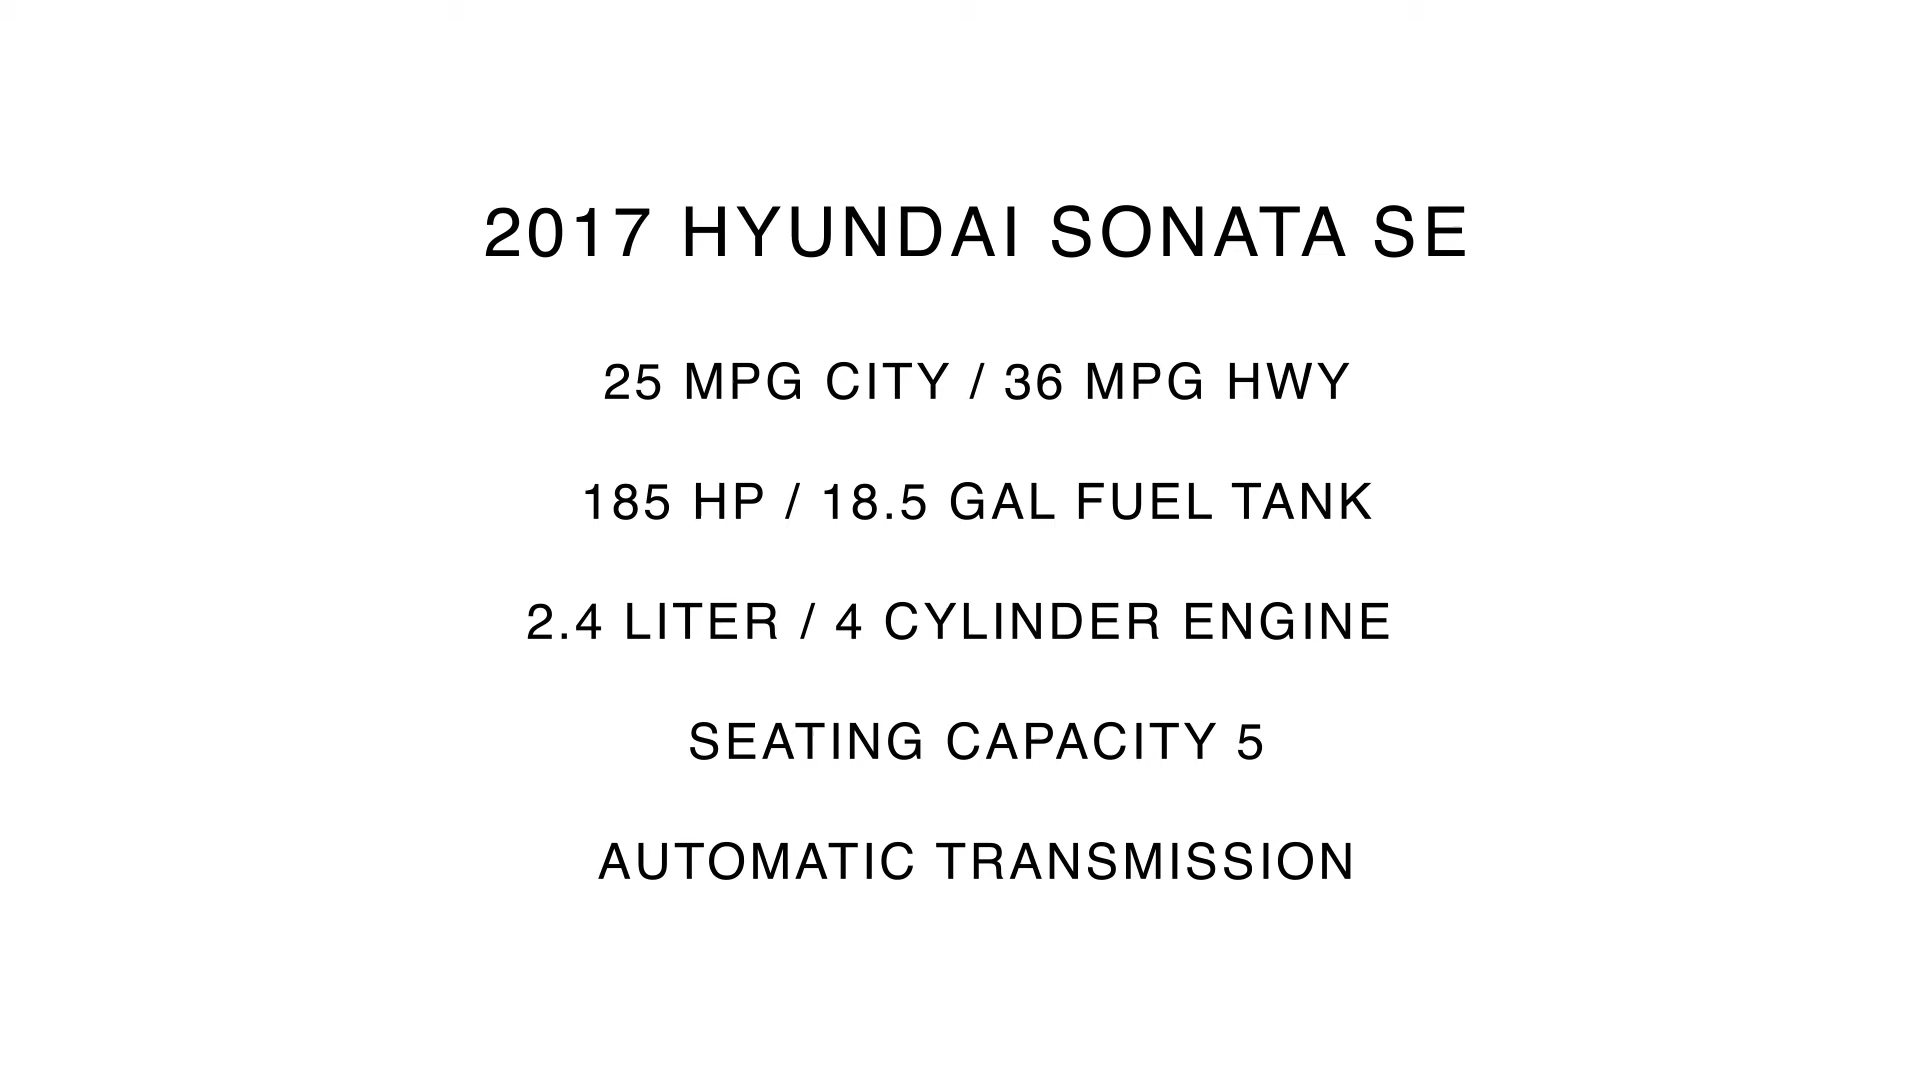 2017 HYUNDAI SONATA SE
25 MPG CITY / 36 MPG HWY
185 HP / 18.5 GAL FUEL TANK
2.4 LITER / 4 CYLINDER ENGINE
SEATING CAPACITY 5
AUTOMATIC TRANSMISSION